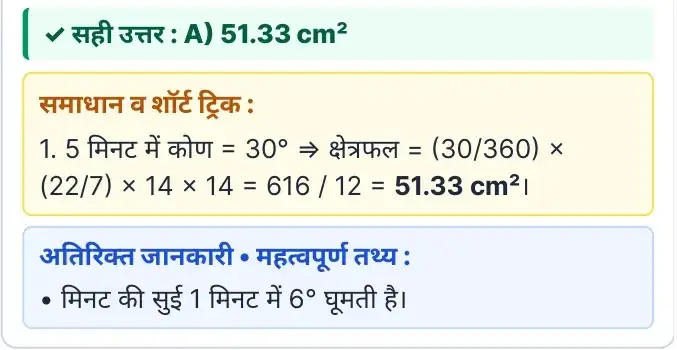 ✓ सही उत्तर : A) 51.33 cm²
समाधान व शॉर्ट ट्रिक :
1. 5 मिनट में कोण = 30° ⇒ क्षेत्रफल = (30/360) ×
(22/7) × 14 × 14 = 616 / 12 = 51.33 cm²।
अतिरिक्त जानकारी • महत्वपूर्ण तथ्य :
• मिनट की सुई 1 मिनट में 6° घूमती है।